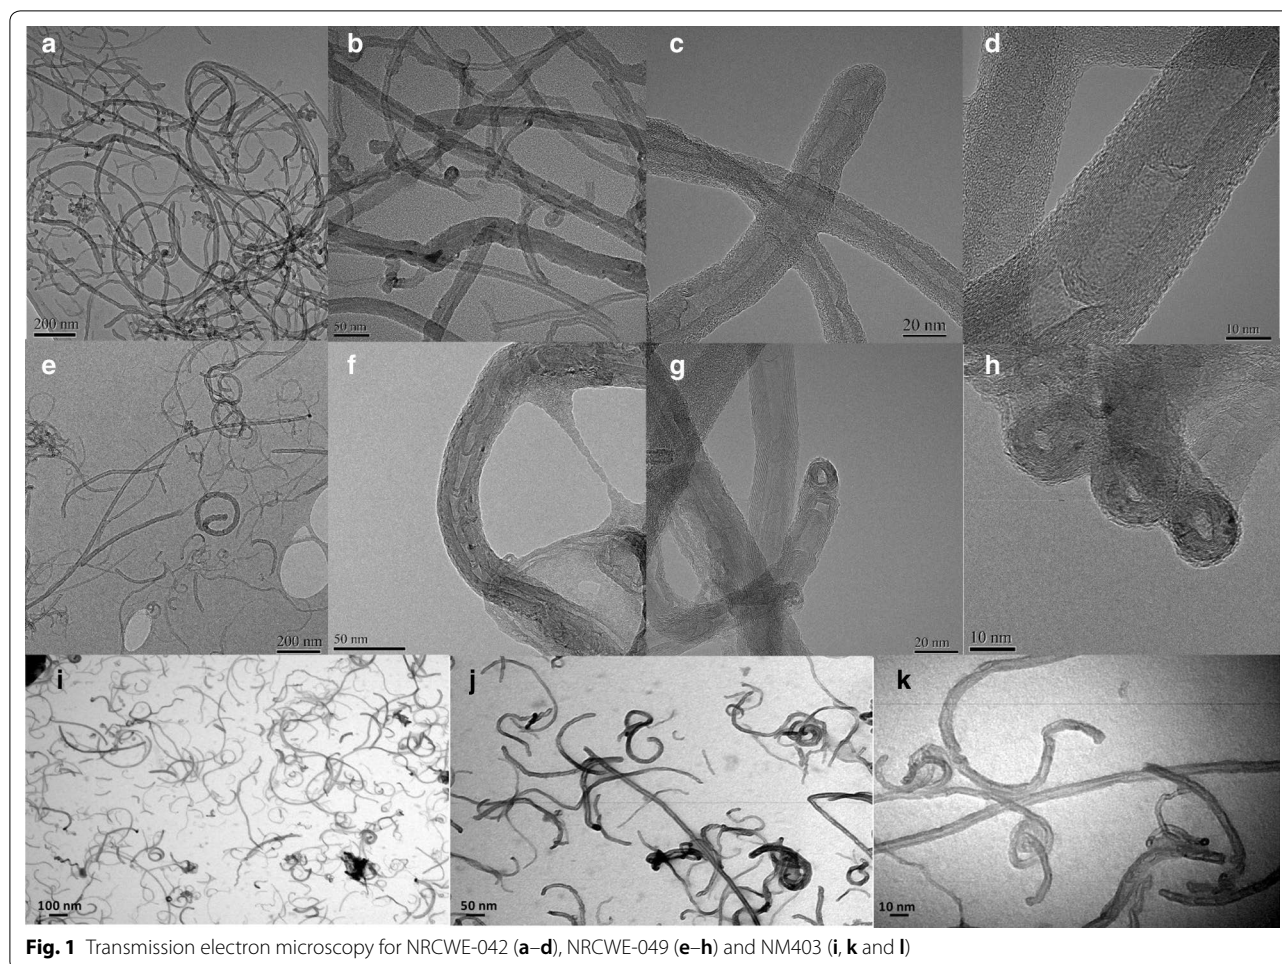 a
b
c
d
200 nm
50 nm
20 nm
10 nm
e
f
g
h
200 nm
50 nm
20 nm
10 nm
i
j
k
100 nm
50 nm
10 nm
Fig. 1 Transmission electron microscopy for NRCWE-042 (a–d), NRCWE-049 (e–h) and NM403 (i, k and l)